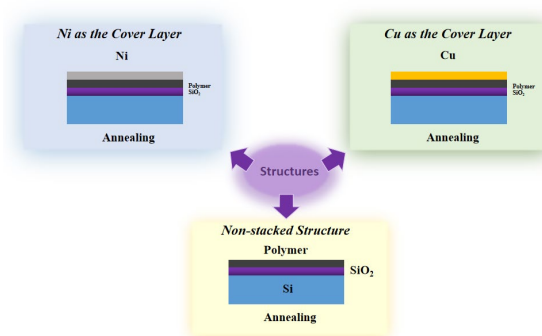 Ni as the Cover Layer
Ni
Polymer
SiO₂
Annealing
Cu as the Cover Layer
Cu
Polymer
SiO₂
Annealing
Structures
Non-stacked Structure
Polymer
SiO₂
Si
Annealing